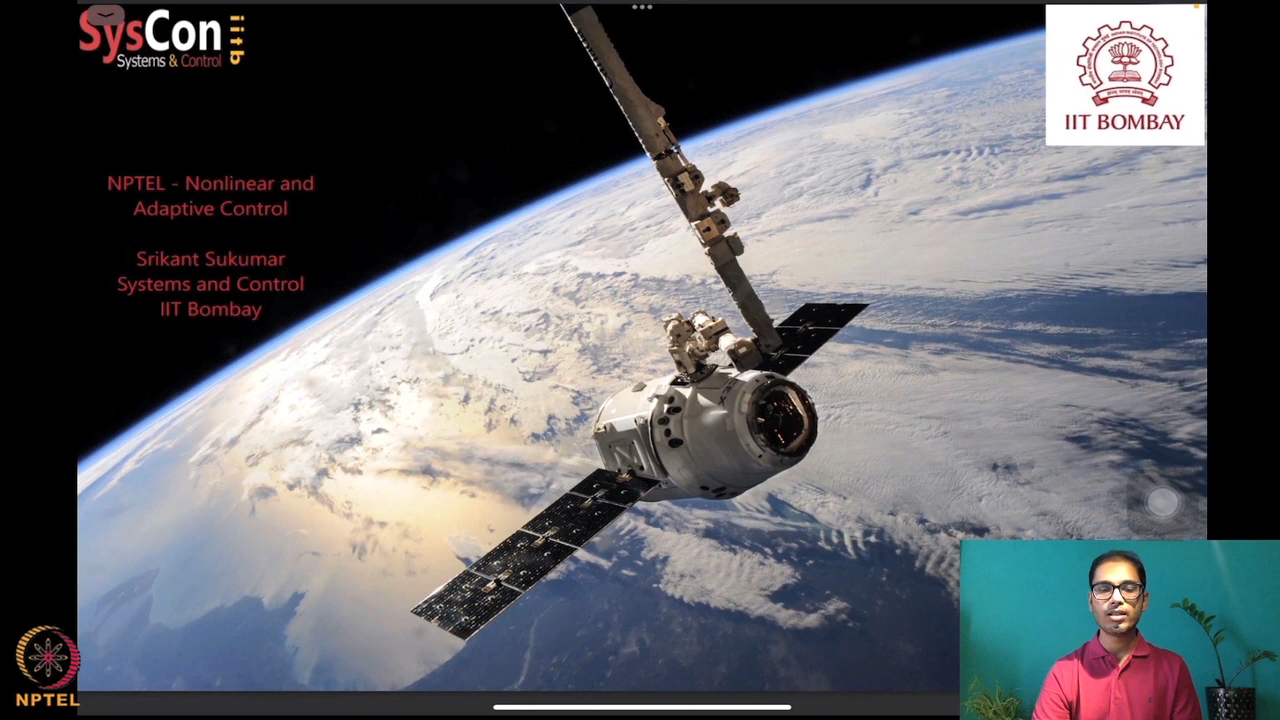 SysCon
iitb
Systems & Control
IIT BOMBAY
NPTEL - Nonlinear and
Adaptive Control
Srikant Sukumar
Systems and Control
IIT Bombay
NPTEL